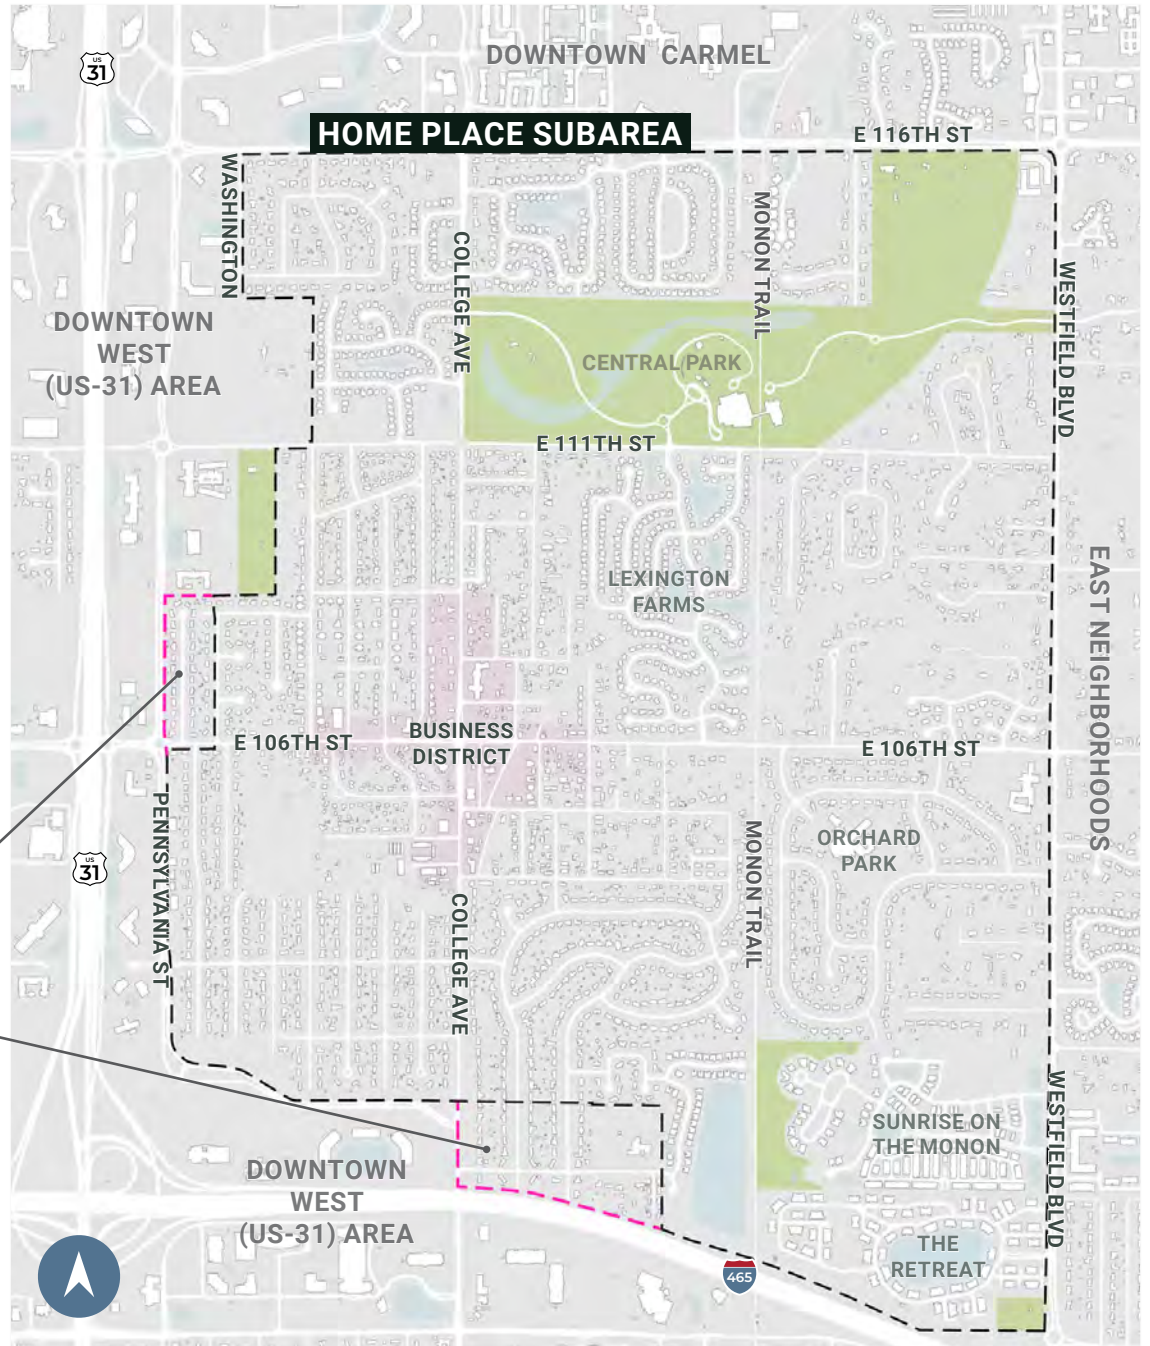 DOWNTOWN CARMEL
US
31
HOME PLACE SUBAREA
E 116TH ST
WASHINGTON
COLLEGE AVE
MONON TRAIL
WESTFIELD BLVD
DOWNTOWN
WEST
(US-31) AREA
CENTRAL PARK
E 111TH ST
LEXINGTON
FARMS
EAST NEIGHBORHOODS
BUSINESS
DISTRICT
E 106TH ST
E 106TH ST
PENNSYLVANIA ST
US
31
ORCHARD
PARK
MONON TRAIL
COLLEGE AVE
WESTFIELD BLVD
SUNRISE ON
THE MONON
DOWNTOWN
WEST
(US-31) AREA
THE
RETREAT
465